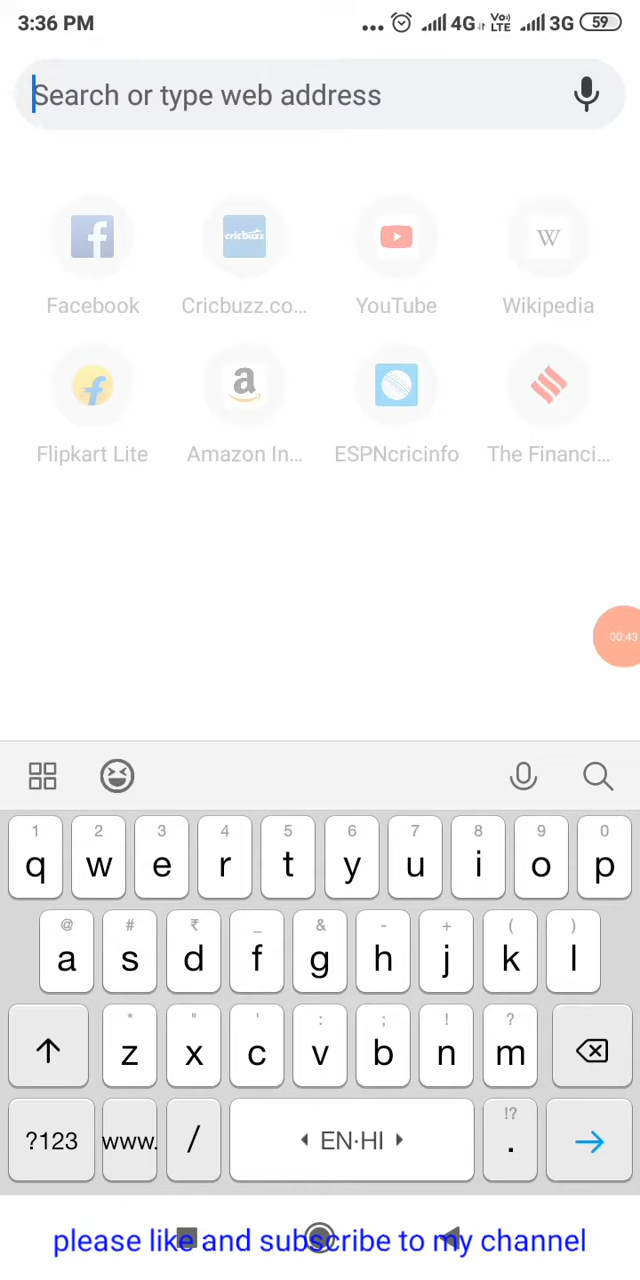 3:36 PM ... 4G Vo) LTE 3G 59
Search or type web address
f cricbuzz W
Facebook Cricbuzz.co... YouTube Wikipedia
f a
Flipkart Lite Amazon In... ESPNcricinfo The Financi...
00:43
1 2 3 4 5 6 7 8 9 0
q w e r t y u i o p
@ # ₹ _ & - + ( )
a s d f g h j k l
* " ' : ; ! ?
z x c v b n m
!?
?123 www. / EN·HI .
please like and subscribe to my channel